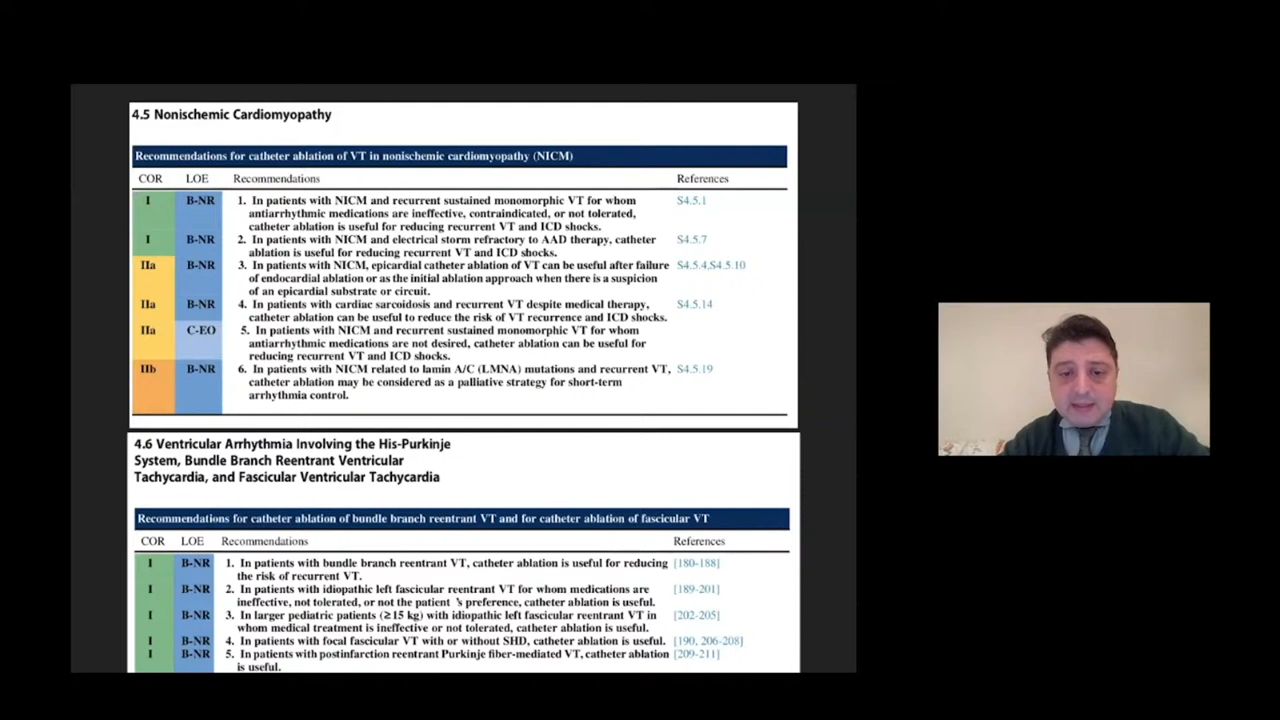 4.5 Nonischemic Cardiomyopathy
Recommendations for catheter ablation of VT in nonischemic cardiomyopathy (NICM)
COR LOE Recommendations References
I B-NR 1. In patients with NICM and recurrent sustained monomorphic VT for whom S4.5.1
antiarrhythmic medications are ineffective, contraindicated, or not tolerated,
catheter ablation is useful for reducing recurrent VT and ICD shocks.
I B-NR 2. In patients with NICM and electrical storm refractory to AAD therapy, catheter S4.5.7
ablation is useful for reducing recurrent VT and ICD shocks.
IIa B-NR 3. In patients with NICM, epicardial catheter ablation of VT can be useful after failure S4.5.4,S4.5.10
of endocardial ablation or as the initial ablation approach when there is a suspicion
of an epicardial substrate or circuit.
IIa B-NR 4. In patients with cardiac sarcoidosis and recurrent VT despite medical therapy, S4.5.14
catheter ablation can be useful to reduce the risk of VT recurrence and ICD shocks.
IIa C-EO 5. In patients with NICM and recurrent sustained monomorphic VT for whom
antiarrhythmic medications are not desired, catheter ablation can be useful for
reducing recurrent VT and ICD shocks.
IIb B-NR 6. In patients with NICM related to lamin A/C (LMNA) mutations and recurrent VT, S4.5.19
catheter ablation may be considered as a palliative strategy for short-term
arrhythmia control.
4.6 Ventricular Arrhythmia Involving the His-Purkinje
System, Bundle Branch Reentrant Ventricular
Tachycardia, and Fascicular Ventricular Tachycardia
Recommendations for catheter ablation of bundle branch reentrant VT and for catheter ablation of fascicular VT
COR LOE Recommendations References
I B-NR 1. In patients with bundle branch reentrant VT, catheter ablation is useful for reducing [180-188]
the risk of recurrent VT.
I B-NR 2. In patients with idiopathic left fascicular reentrant VT for whom medications are [189-201]
ineffective, not tolerated, or not the patient 's preference, catheter ablation is useful.
I B-NR 3. In larger pediatric patients (≥15 kg) with idiopathic left fascicular reentrant VT in [202-205]
whom medical treatment is ineffective or not tolerated, catheter ablation is useful.
I B-NR 4. In patients with focal fascicular VT with or without SHD, catheter ablation is useful. [190, 206-208]
I B-NR 5. In patients with postinfarction reentrant Purkinje fiber-mediated VT, catheter ablation [209-211]
is useful.